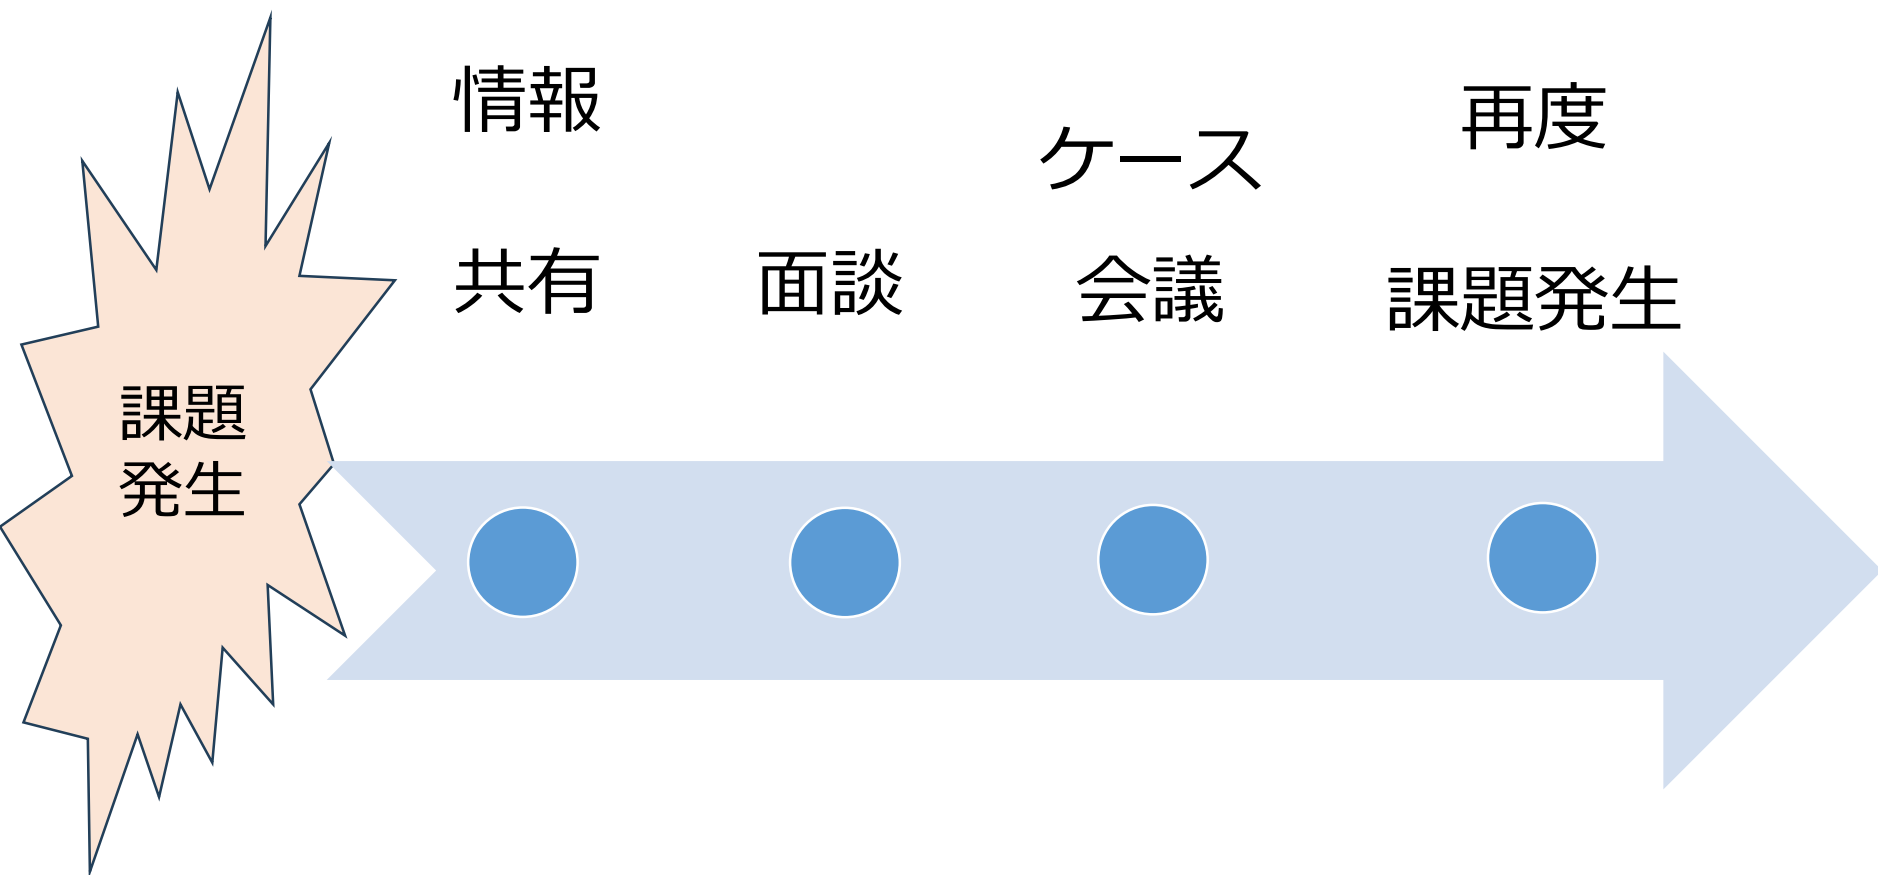 課題
発生
情報
共有
面談
ケース
会議
再度
課題発生